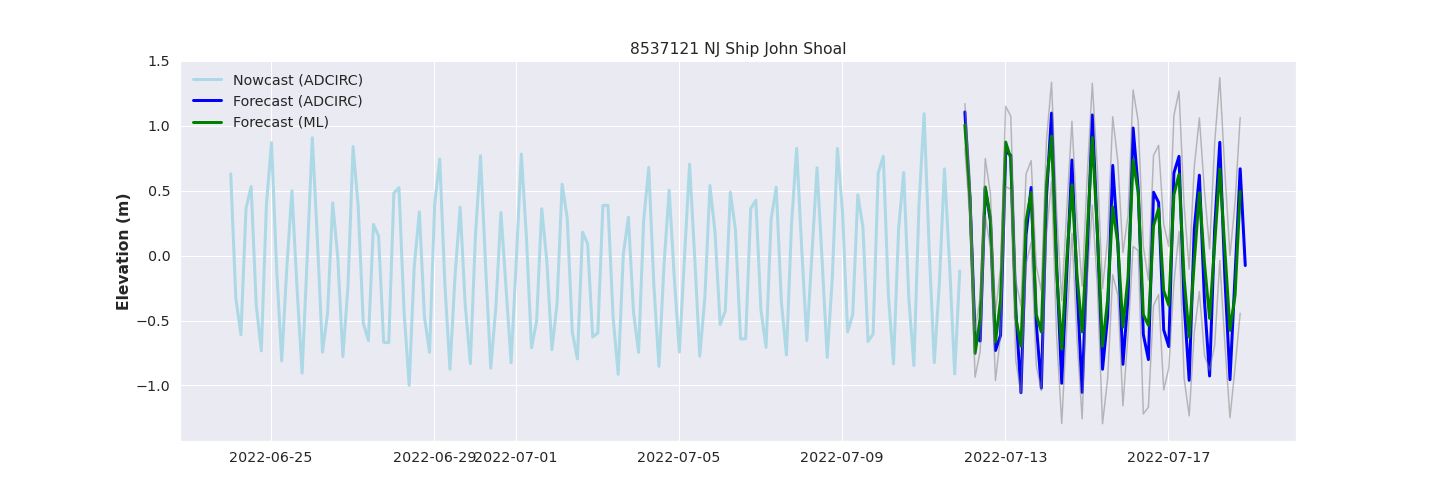 8537121 NJ Ship John Shoal
Nowcast (ADCIRC)
Forecast (ADCIRC)
Forecast (ML)
Elevation (m)
1.5
1.0
0.5
0.0
−0.5
−1.0
2022-06-25 2022-06-29 2022-07-01 2022-07-05 2022-07-09 2022-07-13 2022-07-17